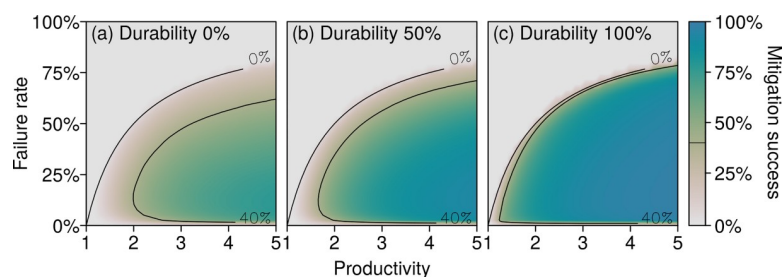 (a) Durability 0%
(b) Durability 50%
(c) Durability 100%
100%
75%
50%
25%
0%
Failure rate
0%
40%
0%
40%
0%
40%
1 2 3 4 5
1 2 3 4 5
1 2 3 4 5
Productivity
100%
75%
50%
25%
0%
Mitigation success